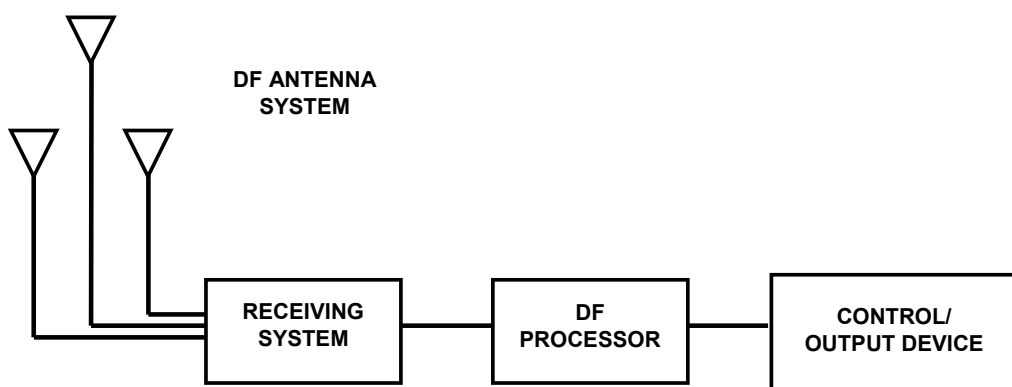 DF ANTENNA
SYSTEM
RECEIVING
SYSTEM
DF
PROCESSOR
CONTROL/
OUTPUT DEVICE